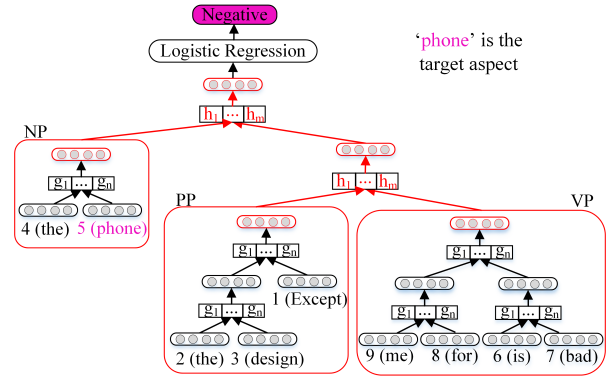 Negative
Logistic Regression
'phone' is the
target aspect
h1 ... hm
NP
g1 ... gn
4 (the) 5 (phone)
h1 ... hm
PP
g1 ... gn
1 (Except)
g1 ... gn
2 (the) 3 (design)
VP
g1 ... gn
g1 ... gn
g1 ... gn
9 (me) 8 (for) 6 (is) 7 (bad)